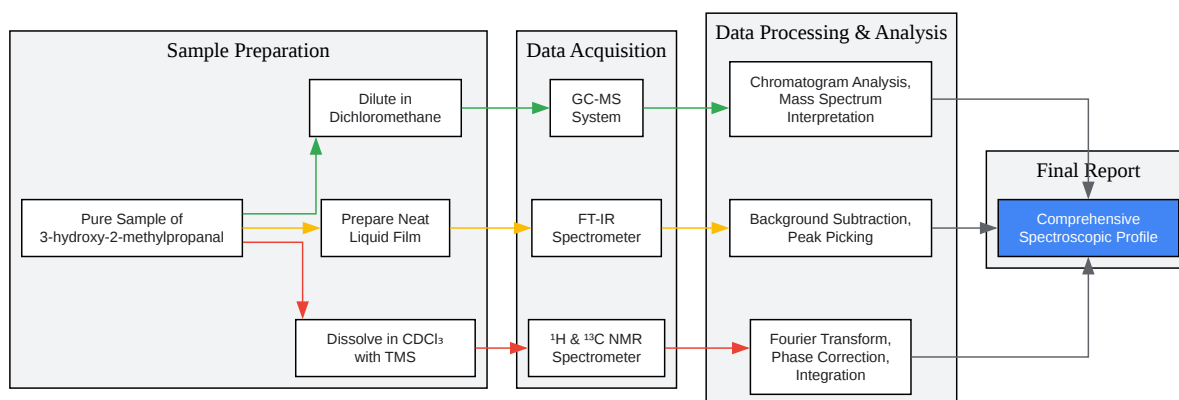 Sample Preparation
Data Acquisition
Data Processing & Analysis
Dilute in
Dichloromethane
GC-MS
System
Chromatogram Analysis,
Mass Spectrum
Interpretation
Final Report
Pure Sample of
3-hydroxy-2-methylpropanal
Prepare Neat
Liquid Film
FT-IR
Spectrometer
Background Subtraction,
Peak Picking
Comprehensive
Spectroscopic Profile
Dissolve in CDCl₃
with TMS
¹H & ¹³C NMR
Spectrometer
Fourier Transform,
Phase Correction,
Integration